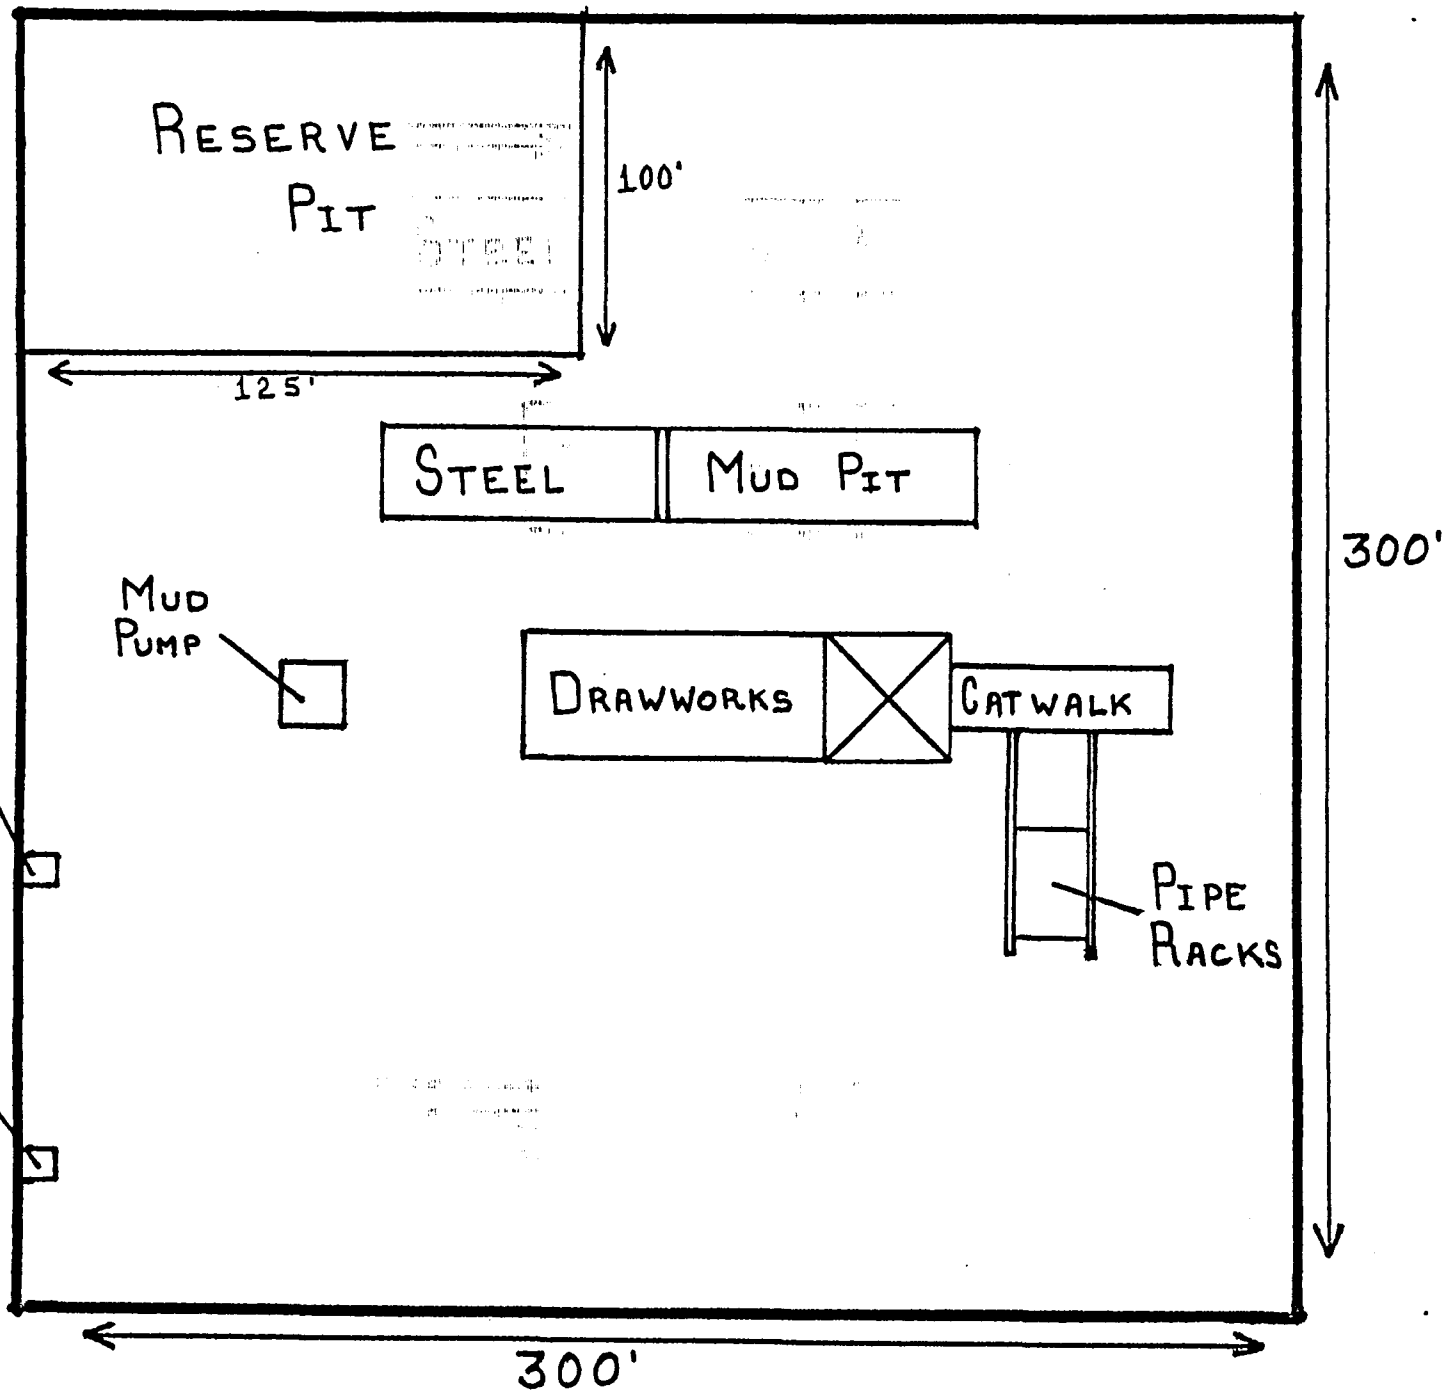 RESERVE
PIT
100'
125'
STEEL
MUD PIT
300'
MUD
PUMP
DRAWWORKS
CATWALK
PIPE
RACKS
300'